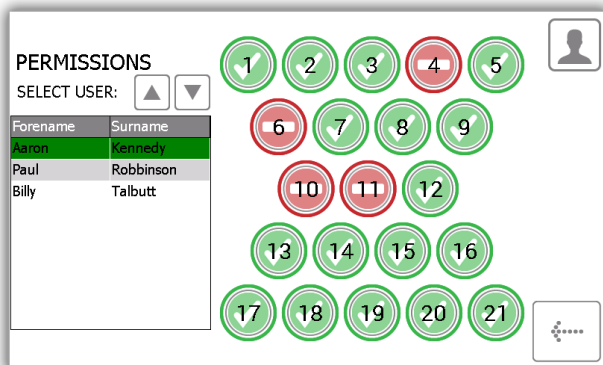 PERMISSIONS
SELECT USER:
Forename Surname
Aaron Kennedy
Paul Robbinson
Billy Talbutt
1 2 3 4 5
6 7 8 9
10 11 12
13 14 15 16
17 18 19 20 21